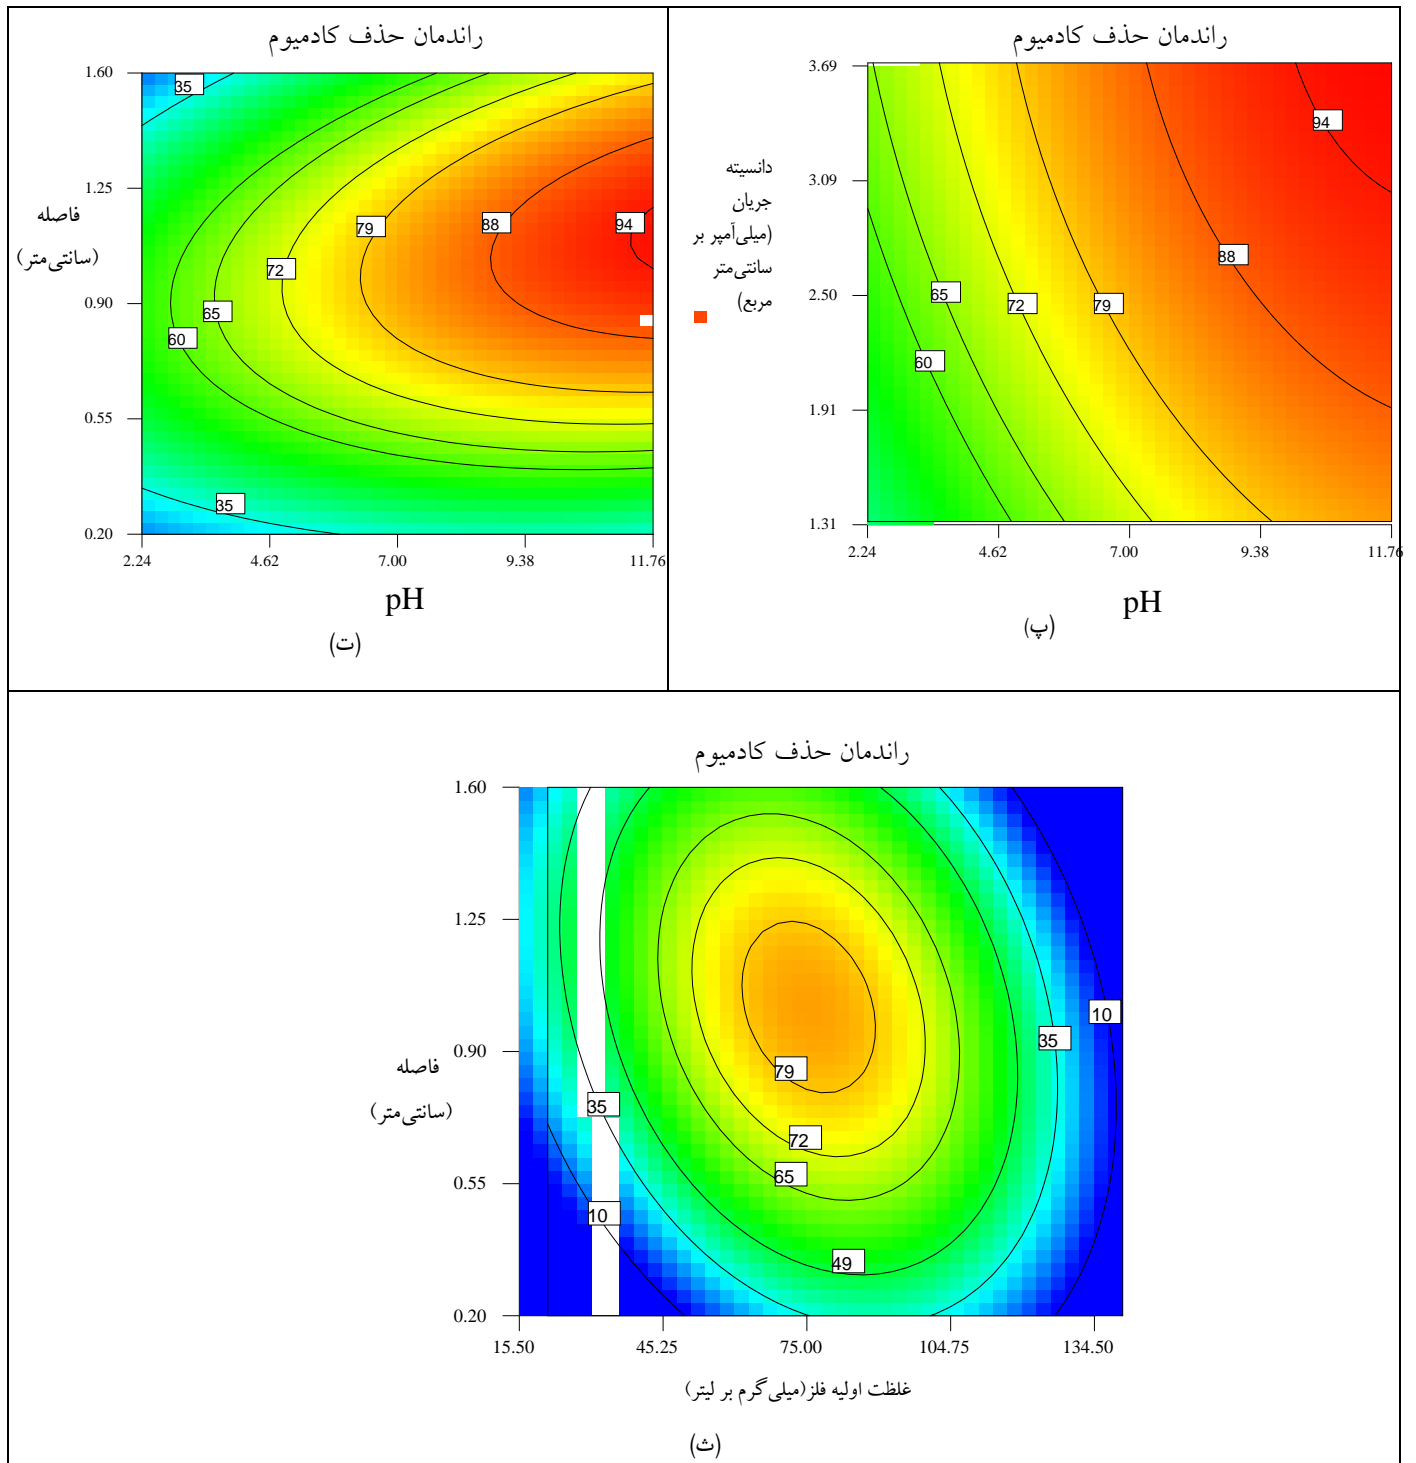 راندمان حذف کادمیوم
3.69
3.09
2.50
1.91
1.31
دانسیته
جریان
(میلی‌آمپر بر
سانتی‌متر
مربع)
94
88
79
72
65
60
2.24 4.62 7.00 9.38 11.76
pH
(پ)
راندمان حذف کادمیوم
1.60
1.25
0.90
0.55
0.20
فاصله
(سانتی‌متر)
35
94
88
79
72
65
60
35
2.24 4.62 7.00 9.38 11.76
pH
(ت)
راندمان حذف کادمیوم
1.60
1.25
0.90
0.55
0.20
فاصله
(سانتی‌متر)
10
35
79
35
72
65
10
49
15.50 45.25 75.00 104.75 134.50
غلظت اولیه فلز(میلی‌گرم بر لیتر)
(ث)